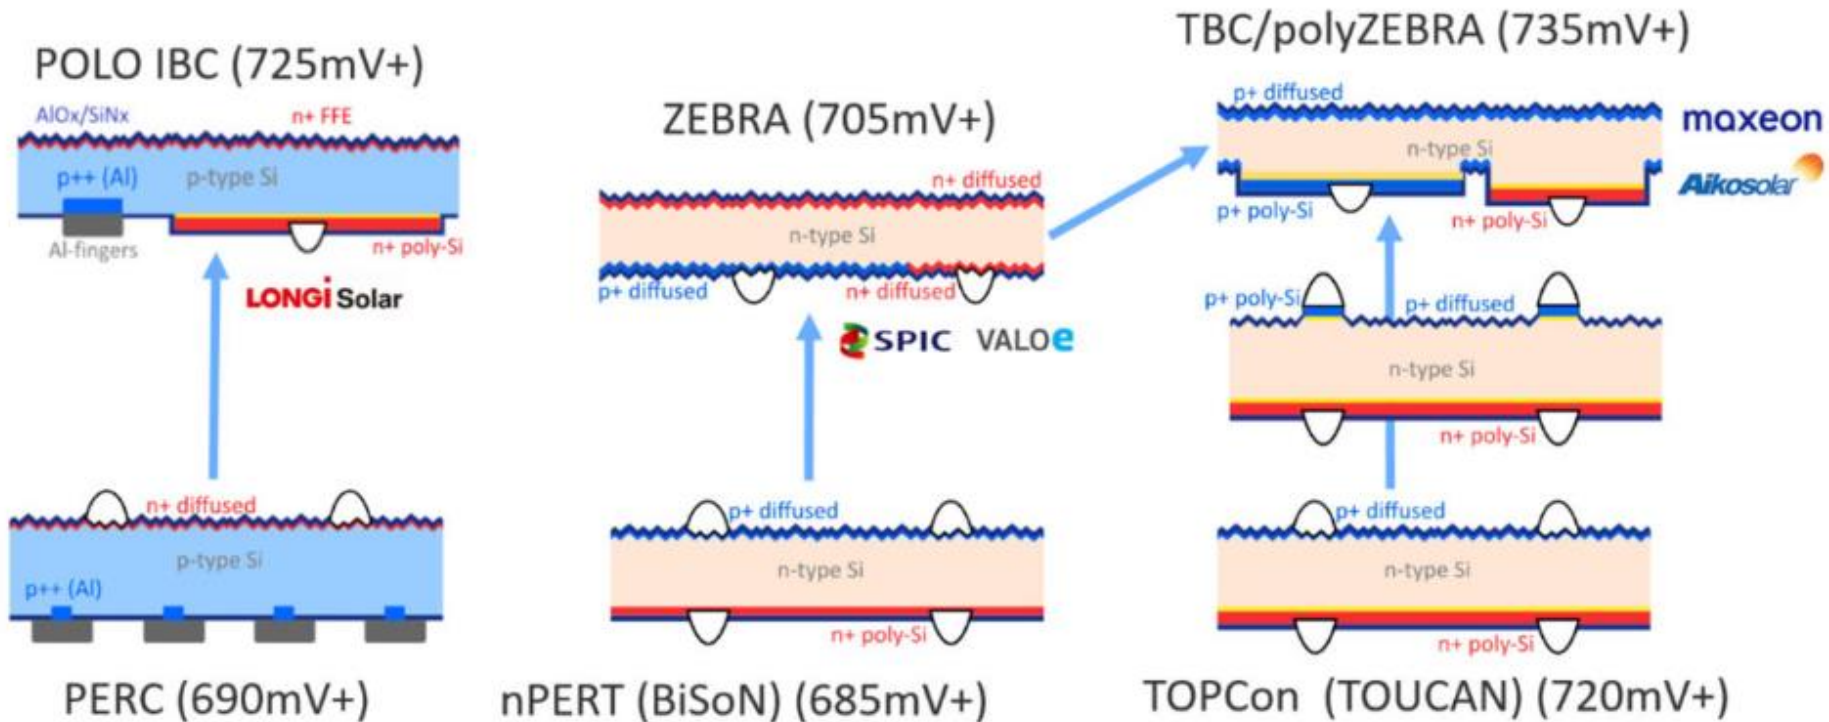 POLO IBC (725mV+)
AlOx/SiNx
n+ FFE
p++ (Al)
p-type Si
Al-fingers
n+ poly-Si
LONGi Solar
n+ diffused
p-type Si
p++ (Al)
PERC (690mV+)
ZEBRA (705mV+)
n+ diffused
n-type Si
p+ diffused
n+ diffused
SPIC
VALOe
p+ diffused
n-type Si
n+ poly-Si
nPERT (BiSoN) (685mV+)
TBC/polyZEBRA (735mV+)
p+ diffused
n-type Si
p+ poly-Si
n+ poly-Si
maxeon
Aikosolar
p+ poly-Si
p+ diffused
n-type Si
n+ poly-Si
p+ diffused
n-type Si
n+ poly-Si
TOPCon (TOUCAN) (720mV+)